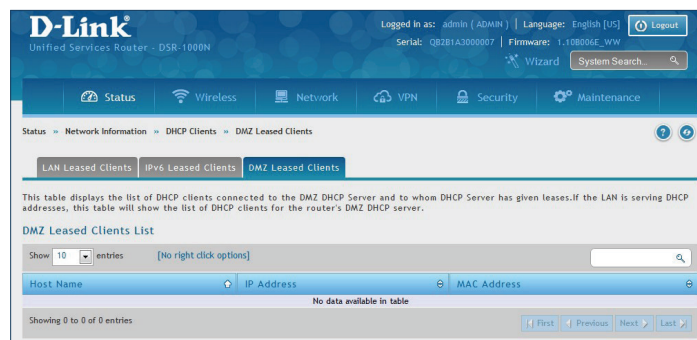 D-Link
Logged in as: admin ( ADMIN ) | Language: English [US]
Logout
Unified Services Router - DSR-1000N
Serial: QB2B1A3000007 | Firmware: 1.10B006E_WW
Wizard
System Search...
Status
Wireless
Network
VPN
Security
Maintenance
Status » Network Information » DHCP Clients » DMZ Leased Clients
LAN Leased Clients
IPv6 Leased Clients
DMZ Leased Clients
This table displays the list of DHCP clients connected to the DMZ DHCP Server and to whom DHCP Server has given leases.If the LAN is serving DHCP
addresses, this table will show the list of DHCP clients for the router's DMZ DHCP server.
DMZ Leased Clients List
Show 10 entries
[No right click options]
Host Name
IP Address
MAC Address
No data available in table
Showing 0 to 0 of 0 entries
First
Previous
Next
Last